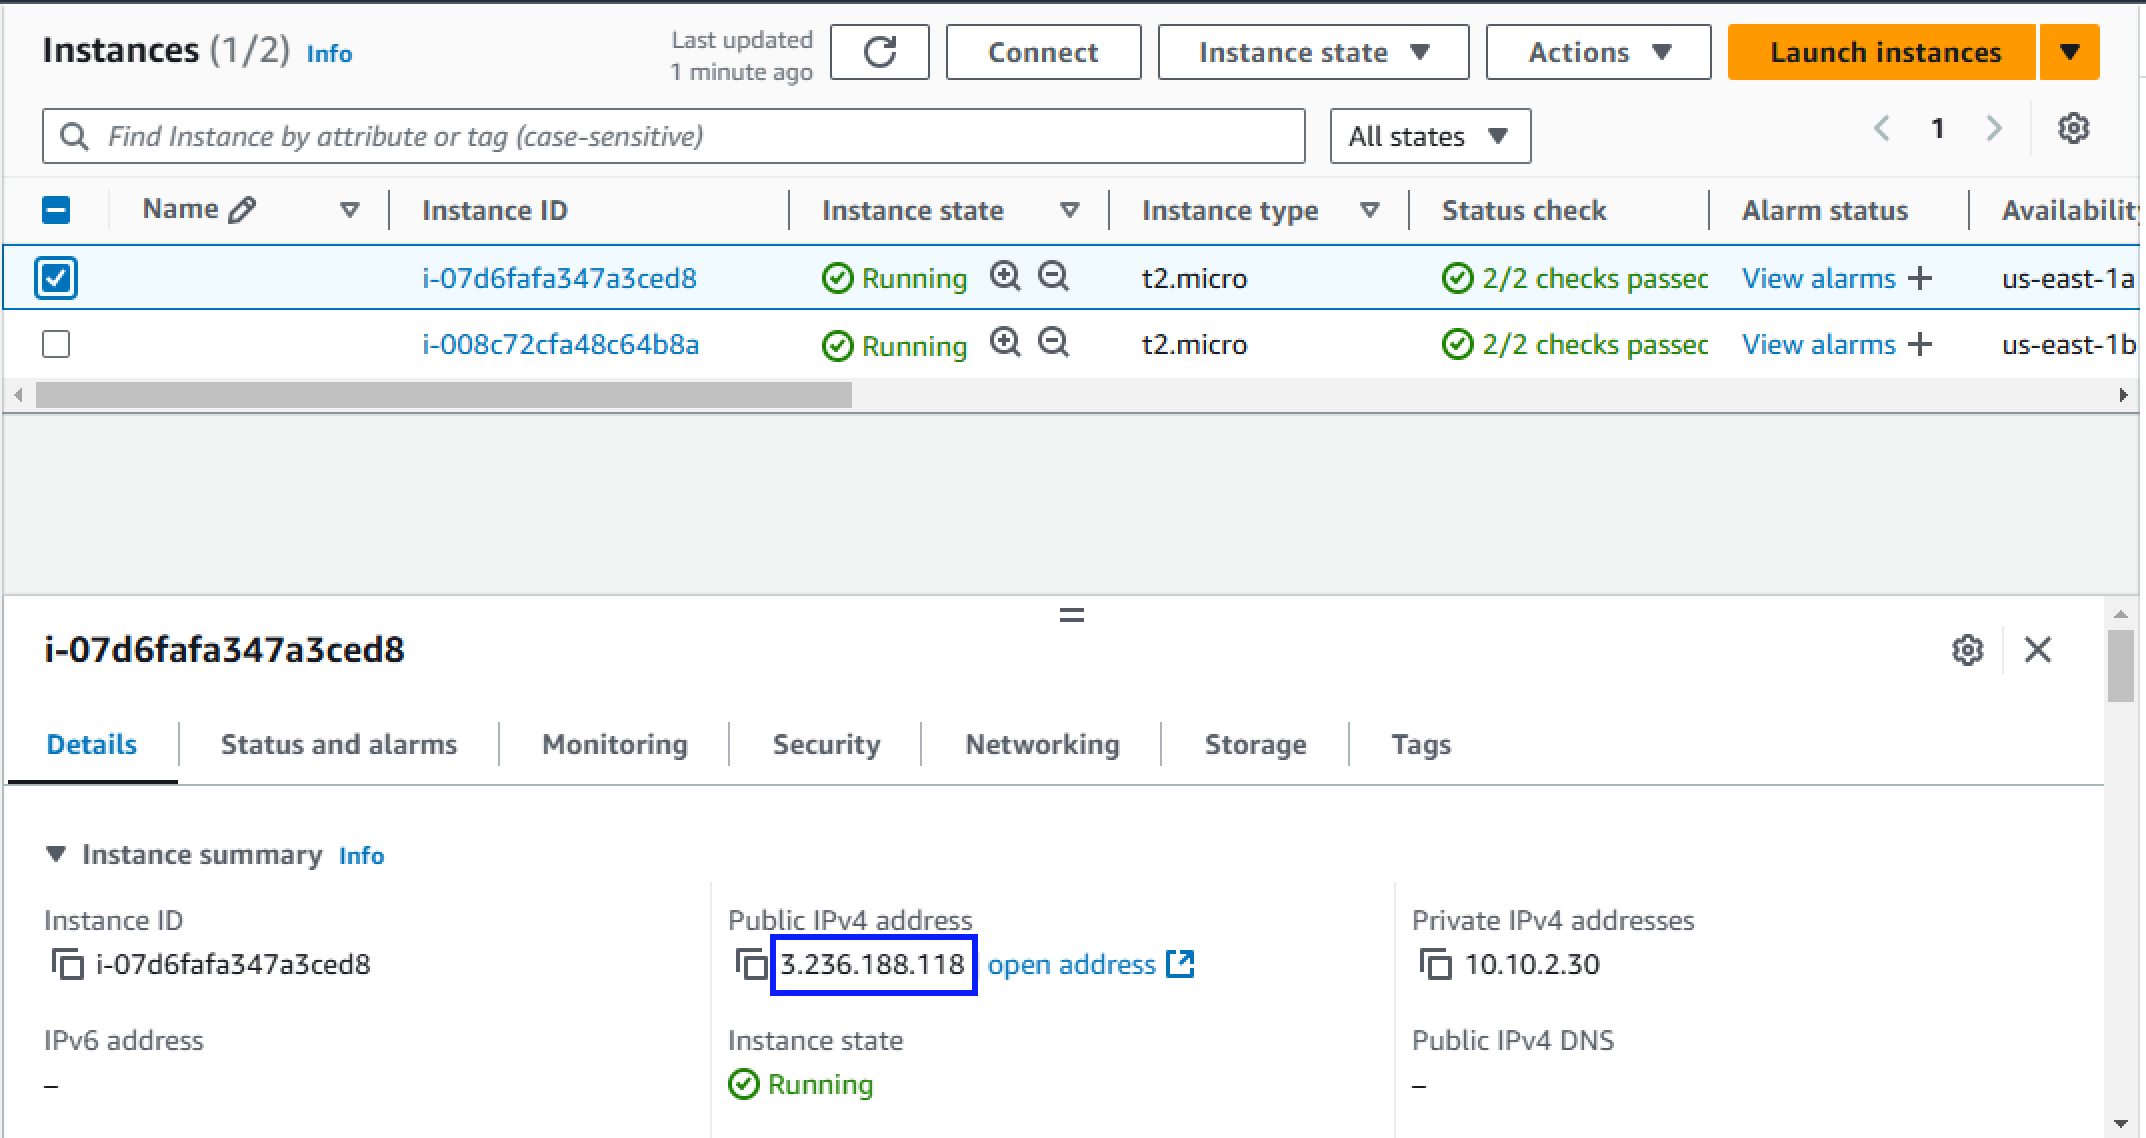 Instances (1/2) Info
Last updated
1 minute ago
Connect
Instance state
Actions
Launch instances
Find Instance by attribute or tag (case-sensitive)
All states
1
Name Instance ID Instance state Instance type Status check Alarm status Availability
i-07d6fafa347a3ced8 Running t2.micro 2/2 checks passed View alarms + us-east-1a
i-008c72cfa48c64b8a Running t2.micro 2/2 checks passed View alarms + us-east-1b
i-07d6fafa347a3ced8
Details Status and alarms Monitoring Security Networking Storage Tags
Instance summary Info
Instance ID Public IPv4 address Private IPv4 addresses
i-07d6fafa347a3ced8 3.236.188.118 open address 10.10.2.30
IPv6 address Instance state Public IPv4 DNS
– Running –